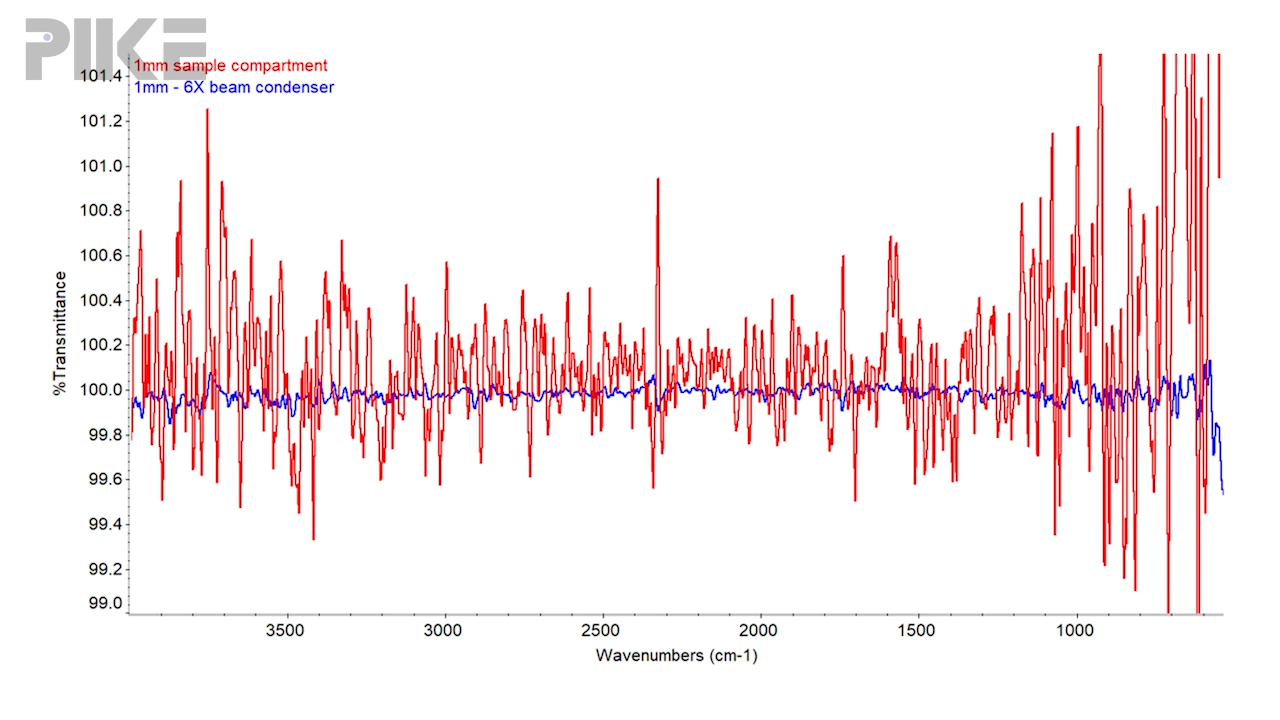 PIKE
1mm sample compartment
1mm - 6X beam condenser
101.4
101.2
101.0
100.8
100.6
100.4
100.2
100.0
99.8
99.6
99.4
99.2
99.0
%Transmittance
3500 3000 2500 2000 1500 1000
Wavenumbers (cm-1)